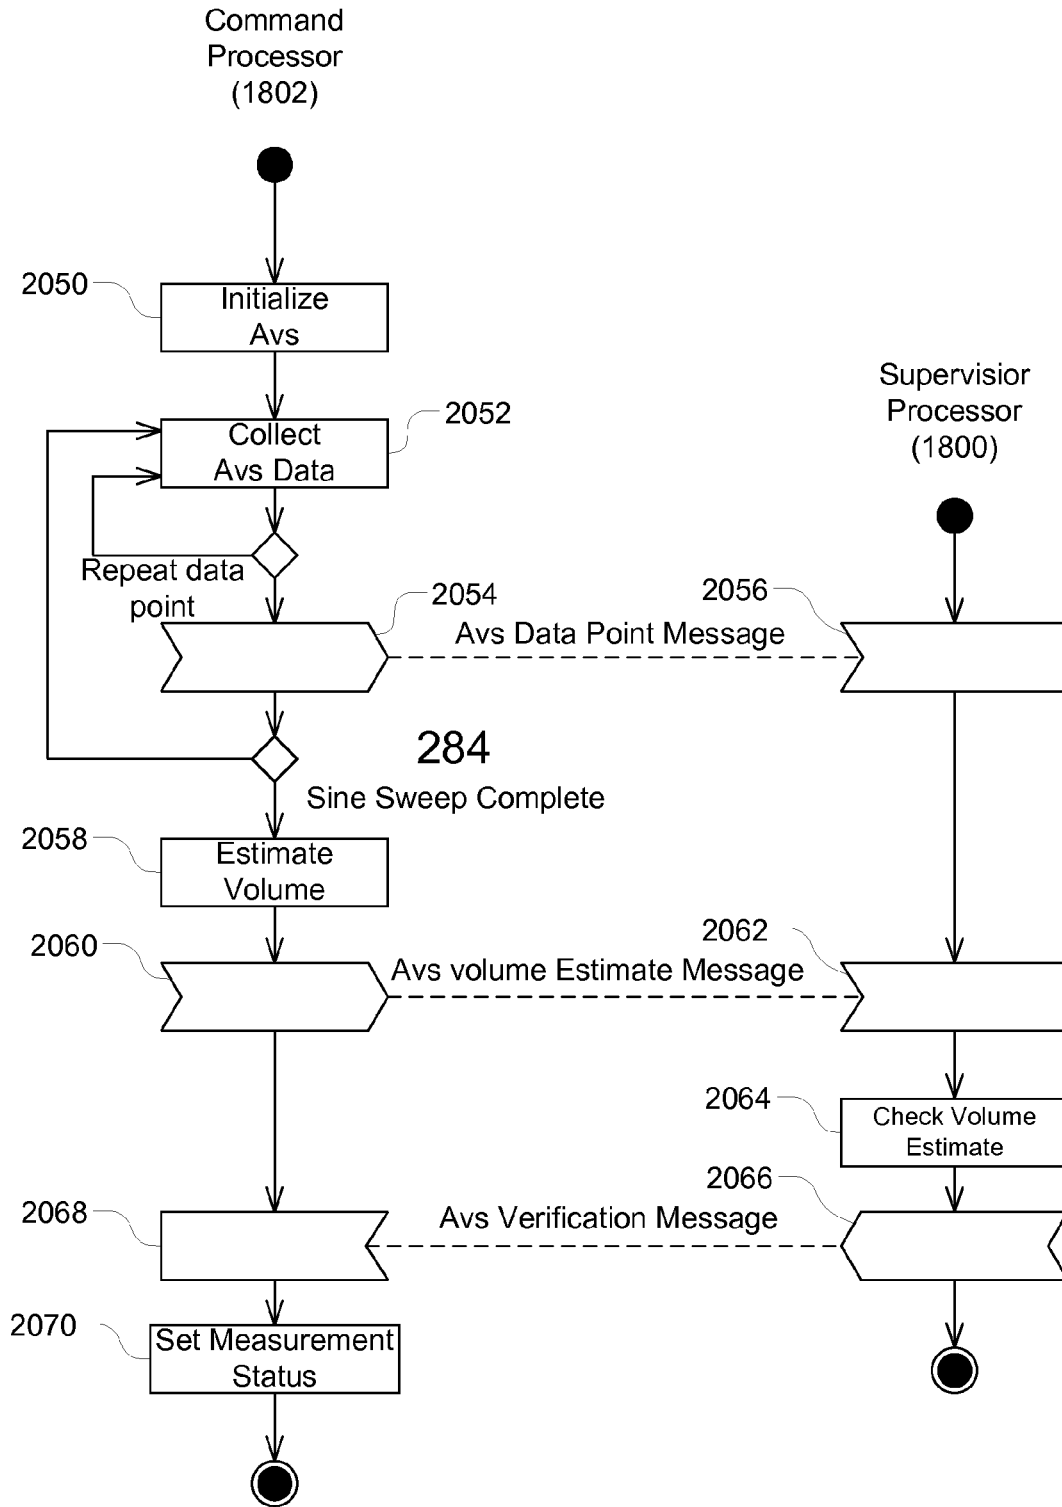 Command
Processor
(1802)
2050
Initialize
Avs
Supervisior
Processor
(1800)
2052
Collect
Avs Data
Repeat data
point
2054
2056
Avs Data Point Message
284
Sine Sweep Complete
2058
Estimate
Volume
2060
2062
Avs volume Estimate Message
2064
Check Volume
Estimate
2066
2068
Avs Verification Message
2070
Set Measurement
Status